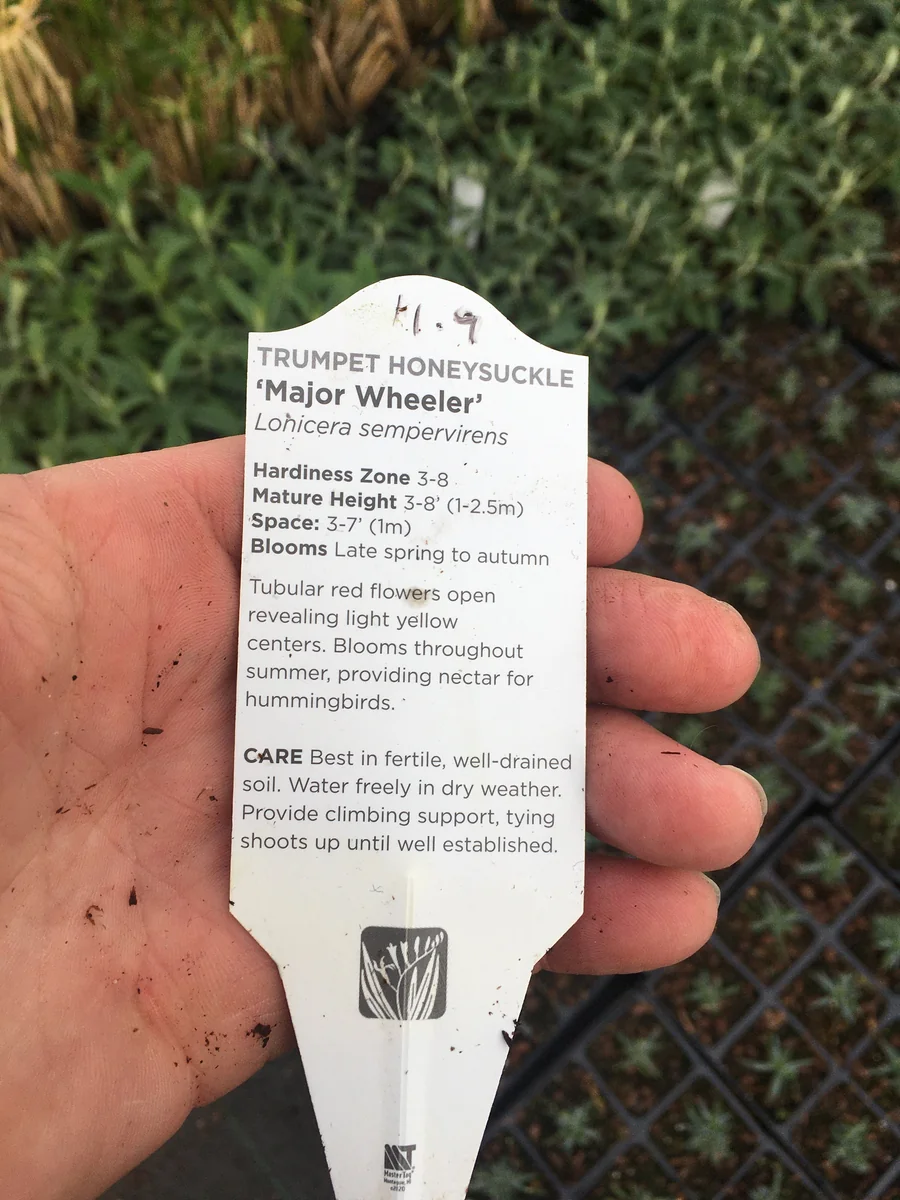 TRUMPET HONEYSUCKLE
‘Major Wheeler’
Lonicera sempervirens
Hardiness Zone 3-8
Mature Height 3-8’ (1-2.5m)
Space: 3-7’ (1m)
Blooms Late spring to autumn
Tubular red flowers open
revealing light yellow
centers. Blooms throughout
summer, providing nectar for
hummingbirds.
CARE Best in fertile, well-drained
soil. Water freely in dry weather.
Provide climbing support, tying
shoots up until well established.
MT
Master Tag